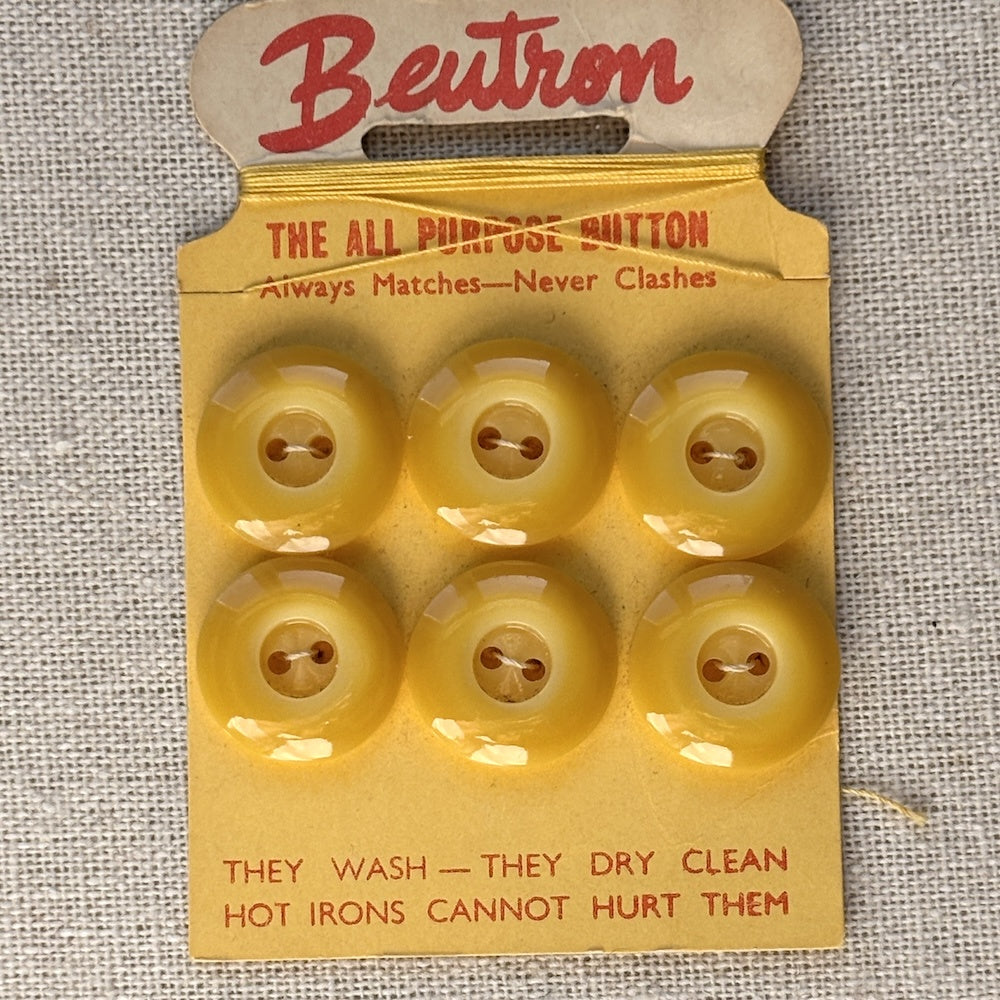 Beutron
THE ALL PURPOSE BUTTON
Always Matches—Never Clashes
THEY WASH — THEY DRY CLEAN
HOT IRONS CANNOT HURT THEM